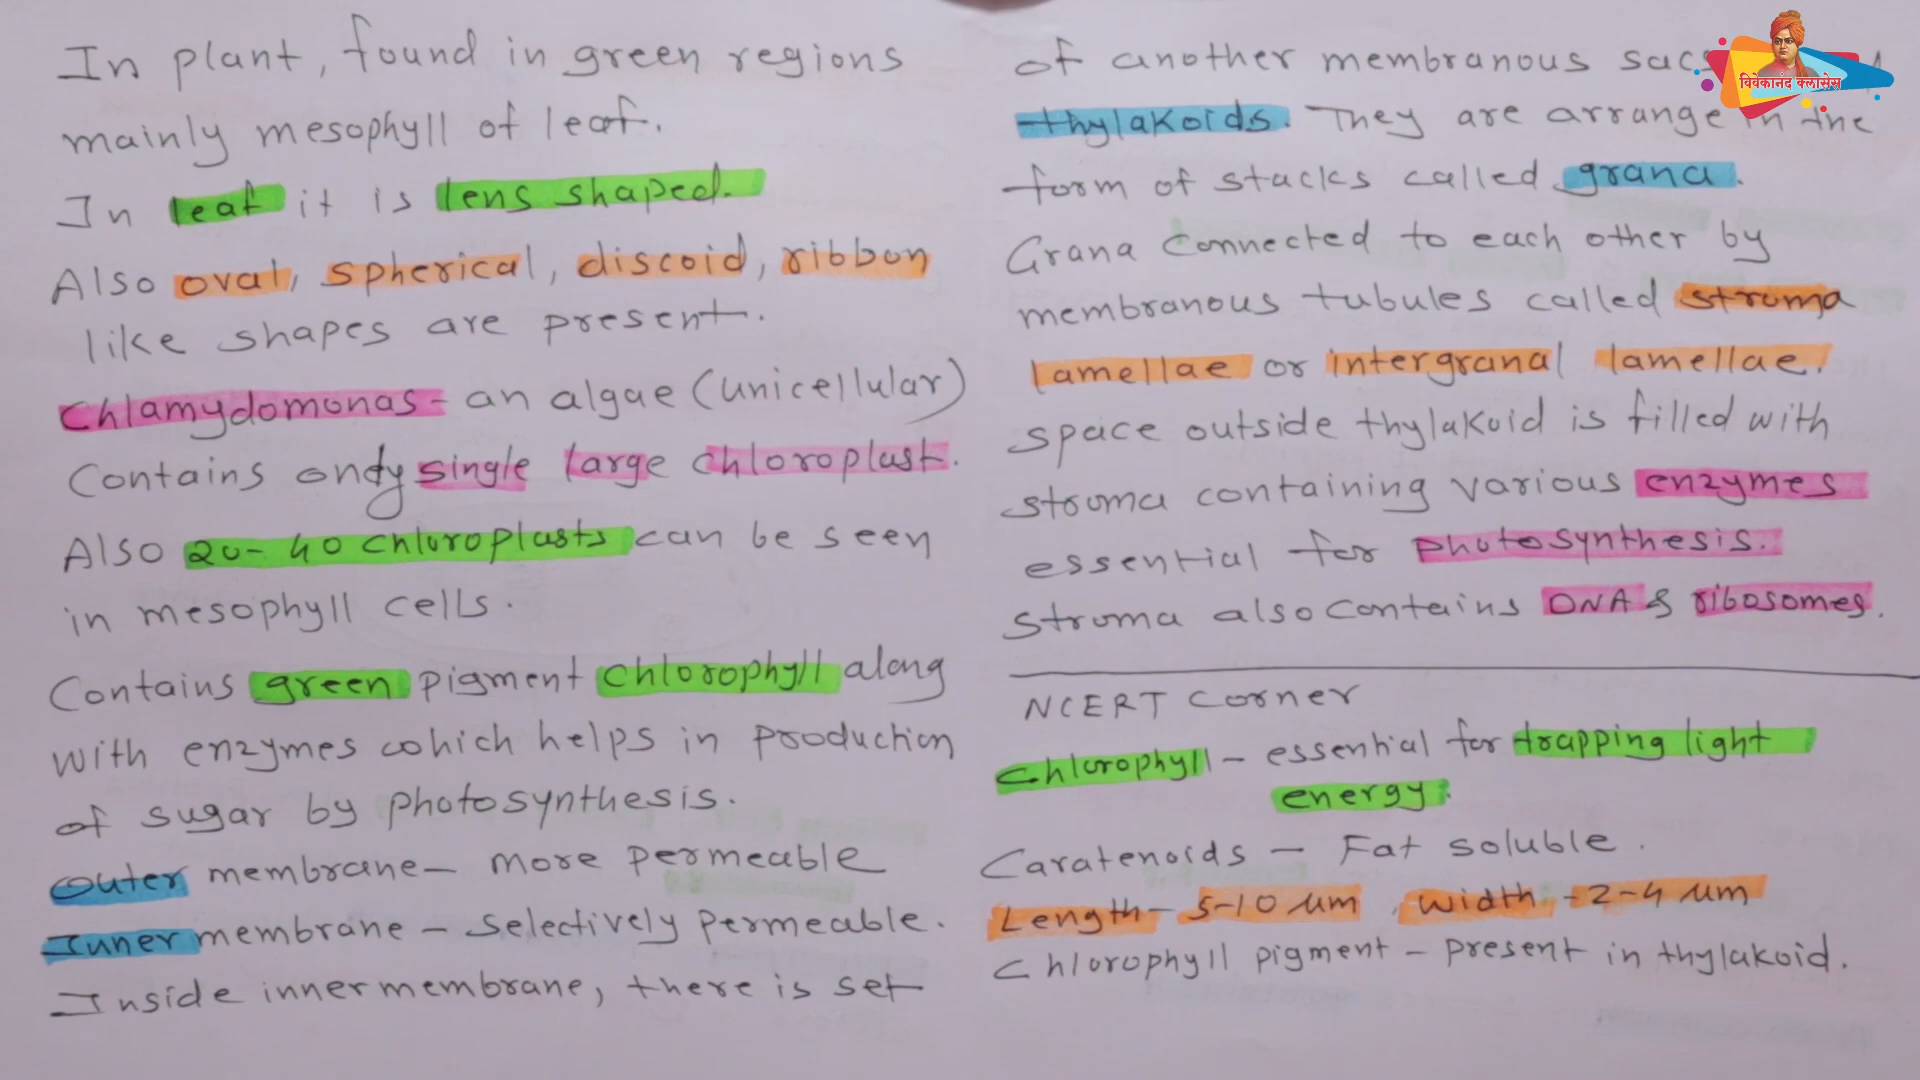 In plant, found in green regions
mainly mesophyll of leaf.
In leaf it is lens shaped.
Also oval, spherical, discoid, ribbon
like shapes are present.
Chlamydomonas - an algae (unicellular)
Contains only single large chloroplast.
Also 20-40 chloroplasts can be seen
in mesophyll cells.
Contains green pigment chlorophyll along
with enzymes which helps in production
of sugar by photosynthesis.
Outer membrane - more permeable
Inner membrane - selectively permeable.
Inside inner membrane, there is set
of another membranous sacs
thylakoids. They are arrange in the
form of stacks called grana.
Grana connected to each other by
membranous tubules called stroma
lamellae or intergranal lamellae.
space outside thylakoid is filled with
stroma containing various enzymes
essential for photosynthesis.
Stroma also contains DNA & ribosomes.
NCERT Corner
Chlorophyll - essential for trapping light
energy.
Caratenoids - Fat soluble.
Length - 5-10 µm, width - 2-4 µm
Chlorophyll pigment - present in thylakoid.
विवेकानंद क्लासेस